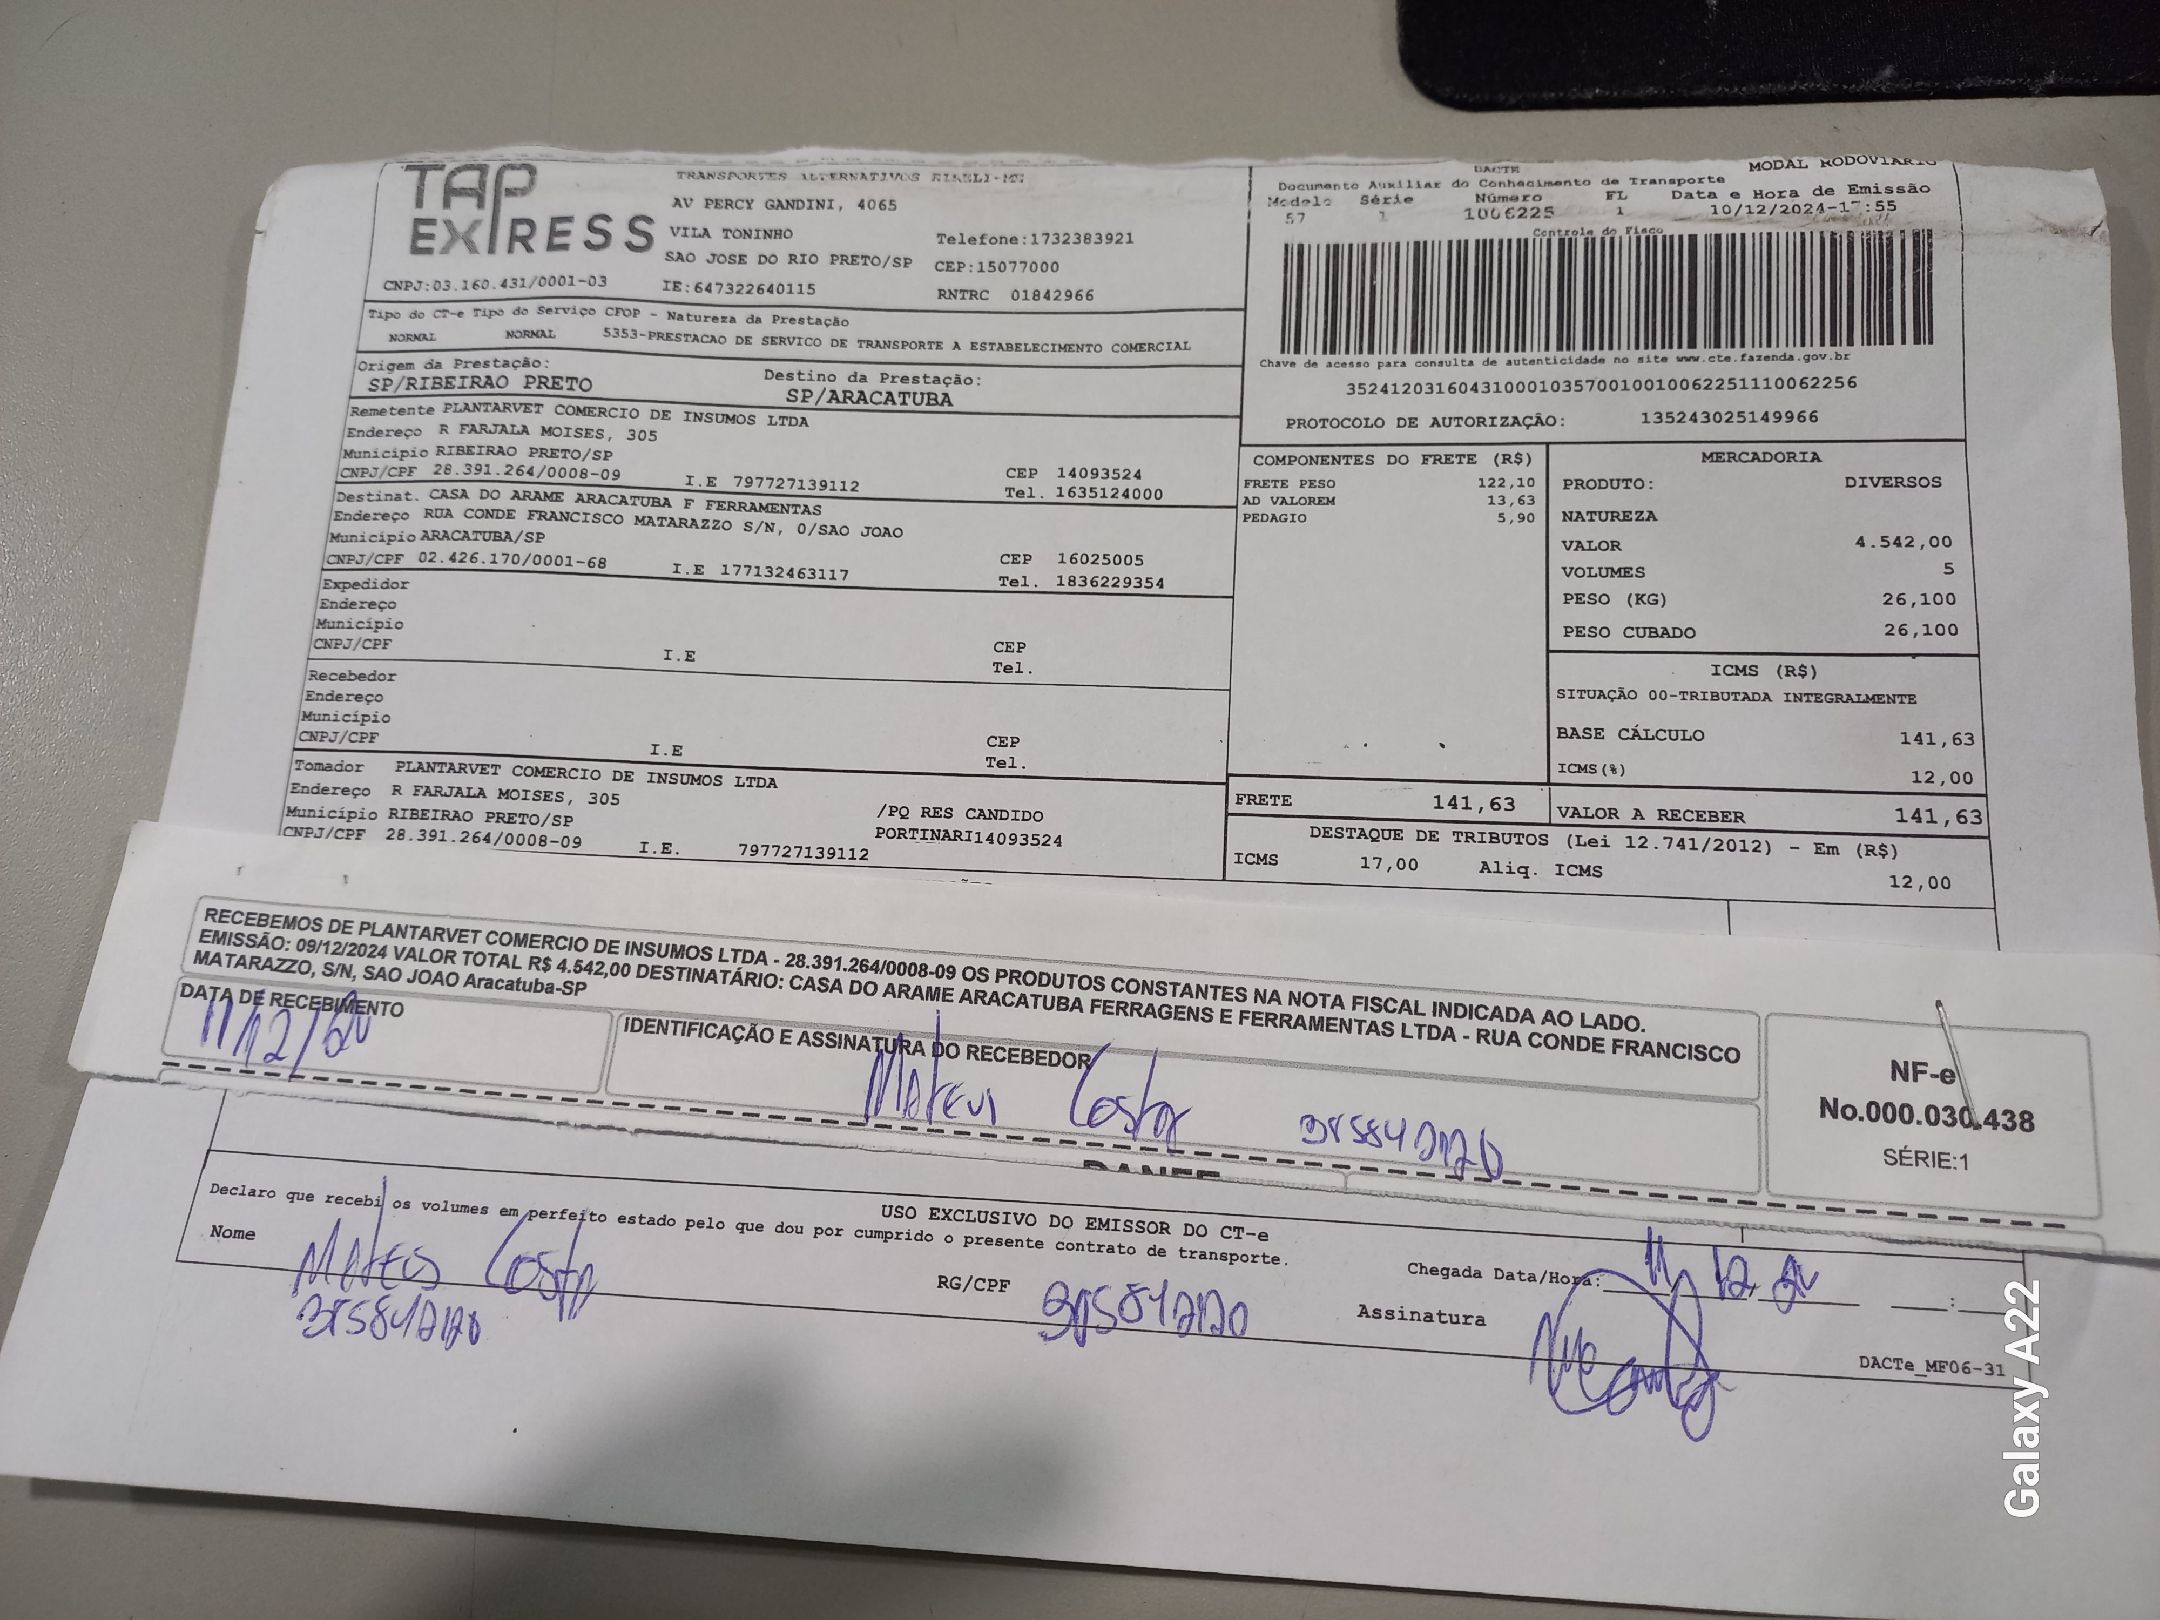 TAP EXPRESS
TRANSPORTES ALTERNATIVOS EIRELI-ME
AV PERCY GANDINI, 4065
VILA TONINHO Telefone:1732383921
SAO JOSE DO RIO PRETO/SP CEP:15077000
CNPJ:03.160.431/0001-03 IE:647322640115 RNTRC 01842966
DACTE MODAL RODOVIARIO
Documento Auxiliar do Conhecimento de Transporte
Modelo Série Número FL Data e Hora de Emissão
57 1 1006225 1 10/12/2024-17:55
Controle do Fisco
Chave de acesso para consulta de autenticidade no site www.cte.fazenda.gov.br
35241203160431000103570010010062251110062256
PROTOCOLO DE AUTORIZAÇÃO: 135243025149966
Tipo do CT-e Tipo do Serviço CFOP - Natureza da Prestação
NORMAL NORMAL 5353-PRESTACAO DE SERVICO DE TRANSPORTE A ESTABELECIMENTO COMERCIAL
Origem da Prestação: Destino da Prestação:
SP/RIBEIRAO PRETO SP/ARACATUBA
Remetente PLANTARVET COMERCIO DE INSUMOS LTDA
Endereço R FARJALA MOISES, 305
Municipio RIBEIRAO PRETO/SP CEP 14093524
CNPJ/CPF 28.391.264/0008-09 I.E 797727139112 Tel. 1635124000
Destinat. CASA DO ARAME ARACATUBA F FERRAMENTAS
Endereço RUA CONDE FRANCISCO MATARAZZO S/N, 0/SAO JOAO
Municipio ARACATUBA/SP CEP 16025005
CNPJ/CPF 02.426.170/0001-68 I.E 177132463117 Tel. 1836229354
Expedidor
Endereço
Município CEP
CNPJ/CPF I.E Tel.
Recebedor
Endereço
Município CEP
CNPJ/CPF I.E Tel.
Tomador PLANTARVET COMERCIO DE INSUMOS LTDA
Endereço R FARJALA MOISES, 305 /PQ RES CANDIDO
Município RIBEIRAO PRETO/SP PORTINARI14093524
CNPJ/CPF 28.391.264/0008-09 I.E. 797727139112
COMPONENTES DO FRETE (R$)
FRETE PESO 122,10
AD VALOREM 13,63
PEDAGIO 5,90
FRETE 141,63
MERCADORIA
PRODUTO: DIVERSOS
NATUREZA
VALOR 4.542,00
VOLUMES 5
PESO (KG) 26,100
PESO CUBADO 26,100
ICMS (R$)
SITUAÇÃO 00-TRIBUTADA INTEGRALMENTE
BASE CÁLCULO 141,63
ICMS(%) 12,00
VALOR A RECEBER 141,63
DESTAQUE DE TRIBUTOS (Lei 12.741/2012) - Em (R$)
ICMS 17,00 Aliq. ICMS 12,00
RECEBEMOS DE PLANTARVET COMERCIO DE INSUMOS LTDA - 28.391.264/0008-09 OS PRODUTOS CONSTANTES NA NOTA FISCAL INDICADA AO LADO.
EMISSÃO: 09/12/2024 VALOR TOTAL R$ 4.542,00 DESTINATÁRIO: CASA DO ARAME ARACATUBA FERRAGENS E FERRAMENTAS LTDA - RUA CONDE FRANCISCO
MATARAZZO, S/N, SAO JOAO Aracatuba-SP
DATA DE RECEBIMENTO IDENTIFICAÇÃO E ASSINATURA DO RECEBEDOR
Costa
NF-e
No.000.030.438
SÉRIE:1
DANFE
USO EXCLUSIVO DO EMISSOR DO CT-e
Declaro que recebi os volumes em perfeito estado pelo que dou por cumprido o presente contrato de transporte.
Nome Mateus Costa RG/CPF Chegada Data/Hora:
Assinatura
DACTe_MF06-31
Galaxy A22